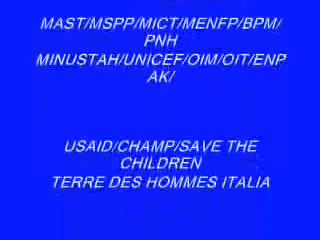 MAST/MSPP/MICT/MENFP/BPM/
PNH
MINUSTAH/UNICEF/OIM/OIT/ENP
AK/
USAID/CHAMP/SAVE THE
CHILDREN
TERRE DES HOMMES ITALIA